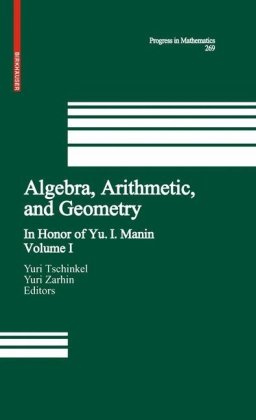 BIRKHAUSER
Progress in Mathematics
269
Algebra, Arithmetic,
and Geometry
In Honor of Yu. I. Manin
Volume I
Yuri Tschinkel
Yuri Zarhin
Editors